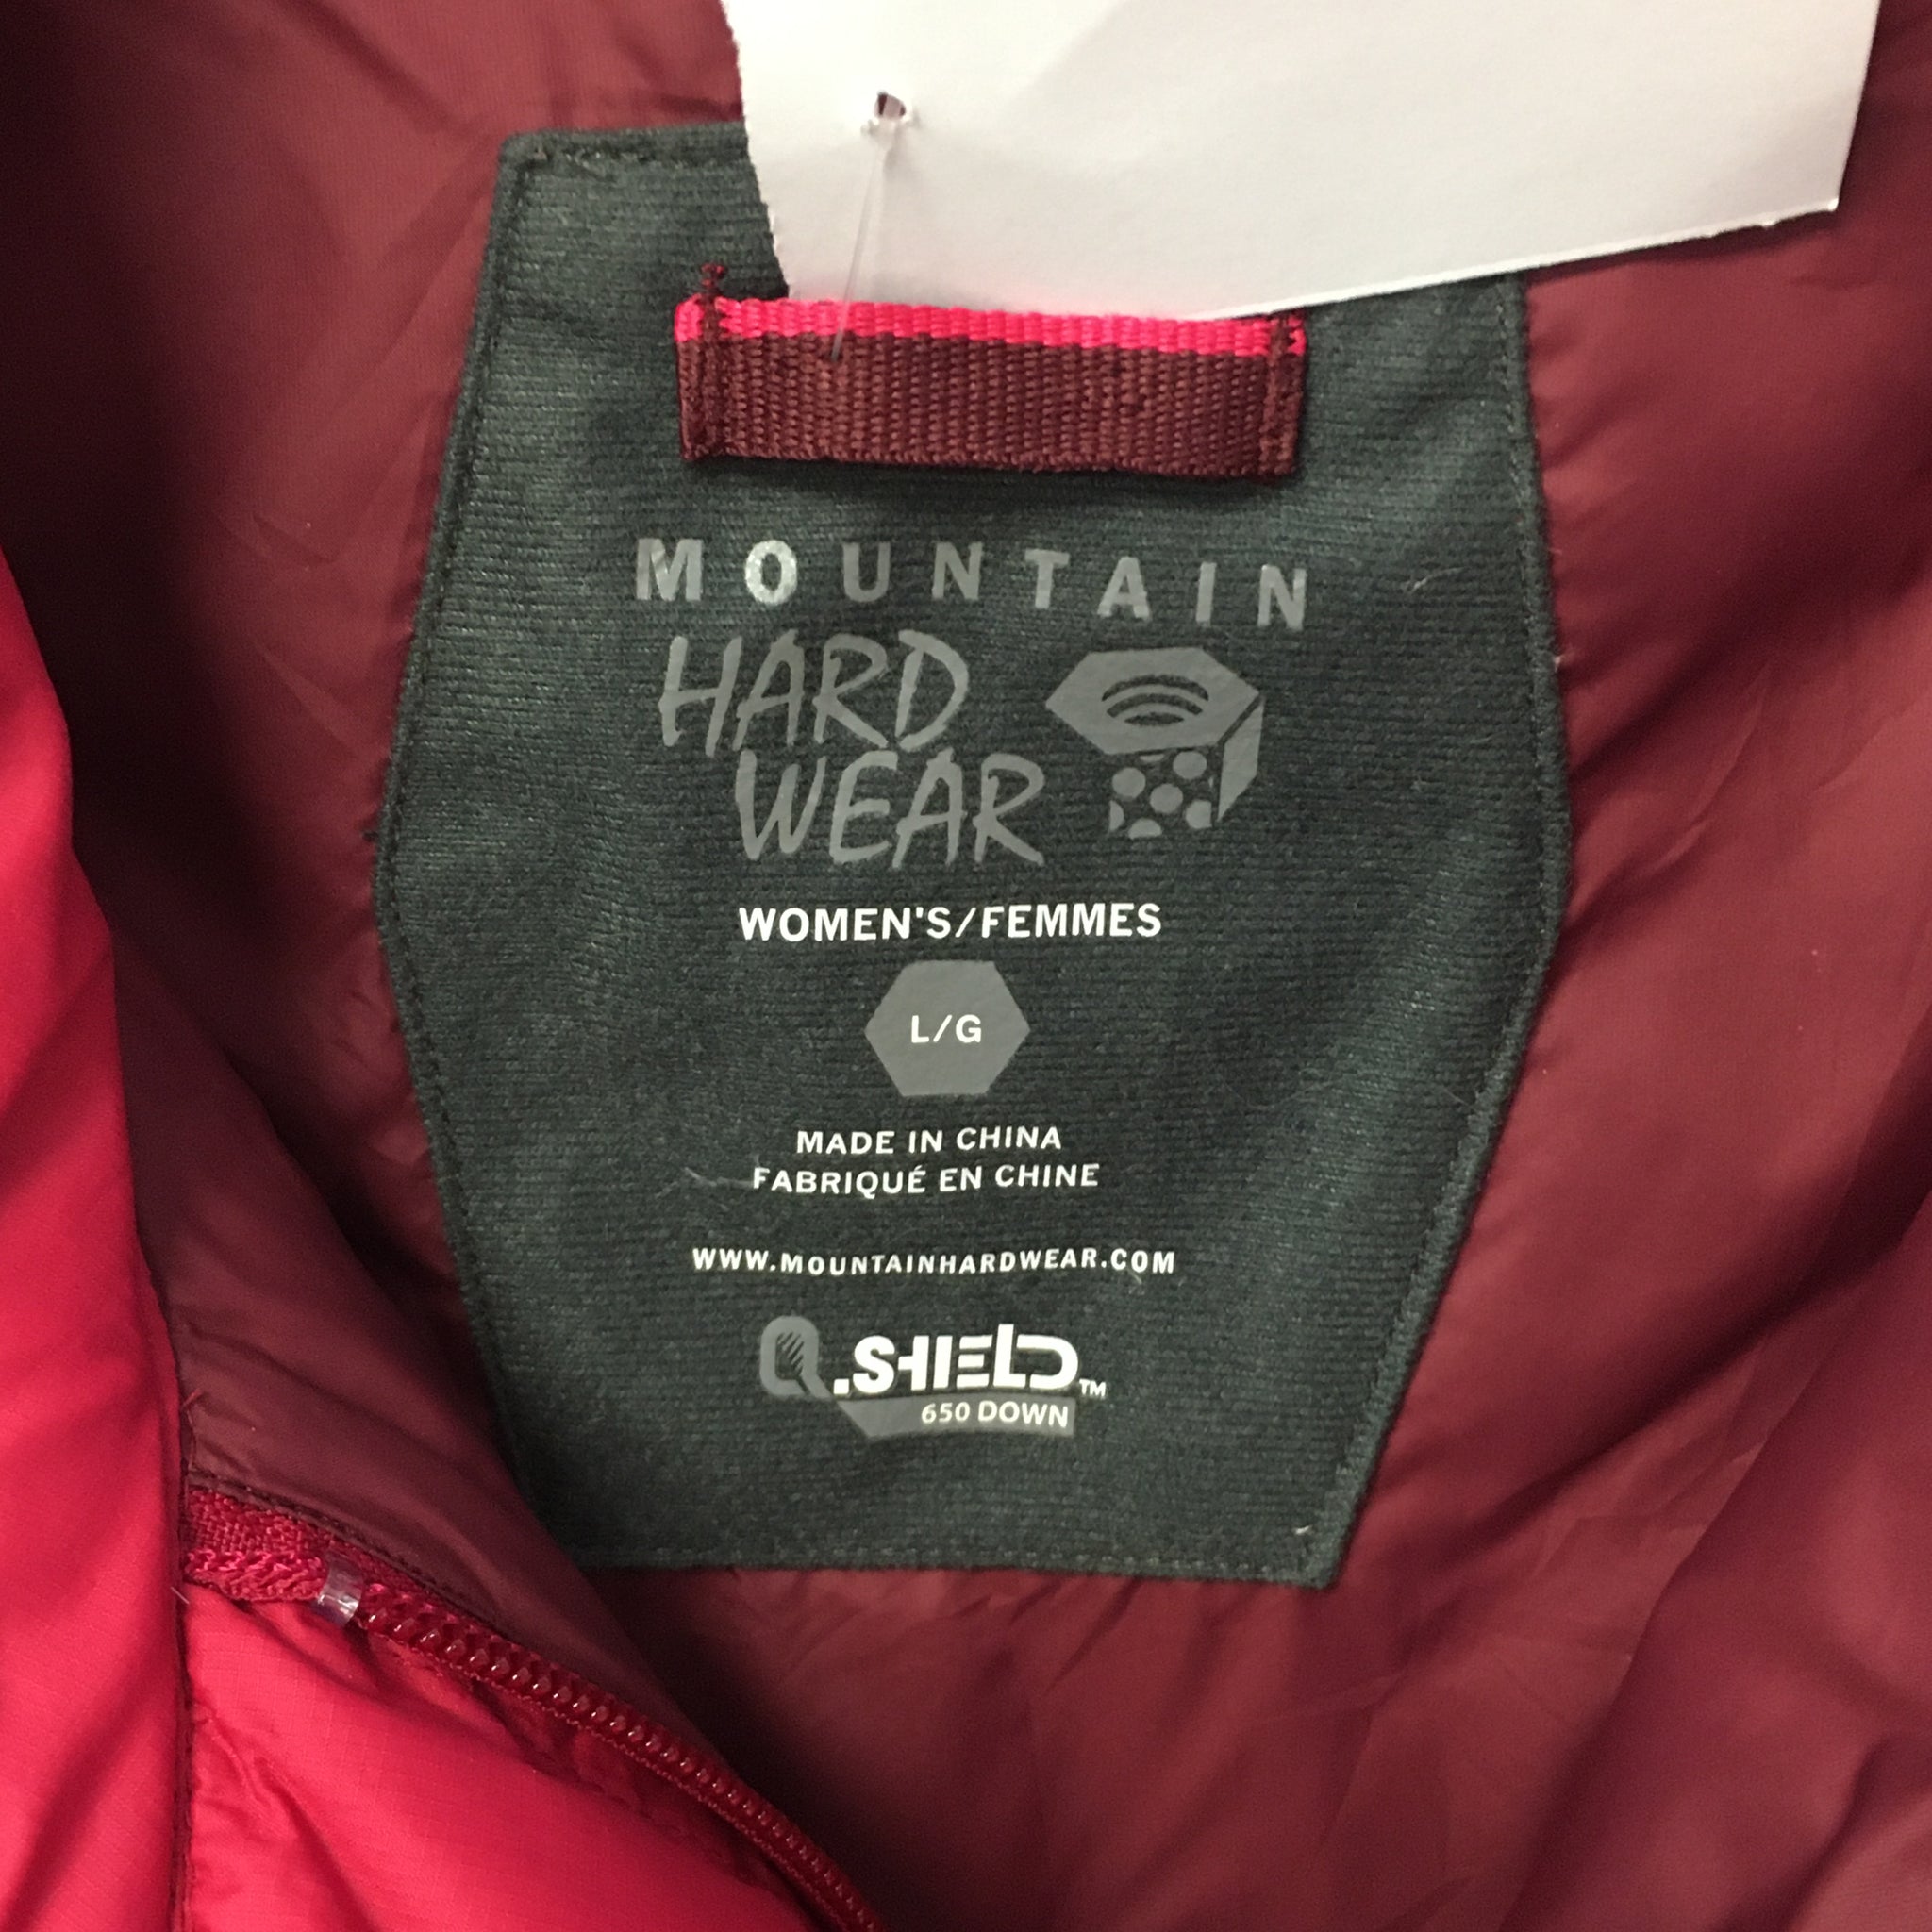 MOUNTAIN
HARD
WEAR
WOMEN'S/FEMMES
L/G
MADE IN CHINA
FABRIQUÉ EN CHINE
WWW.MOUNTAINHARDWEAR.COM
Q.SHIELD™
650 DOWN